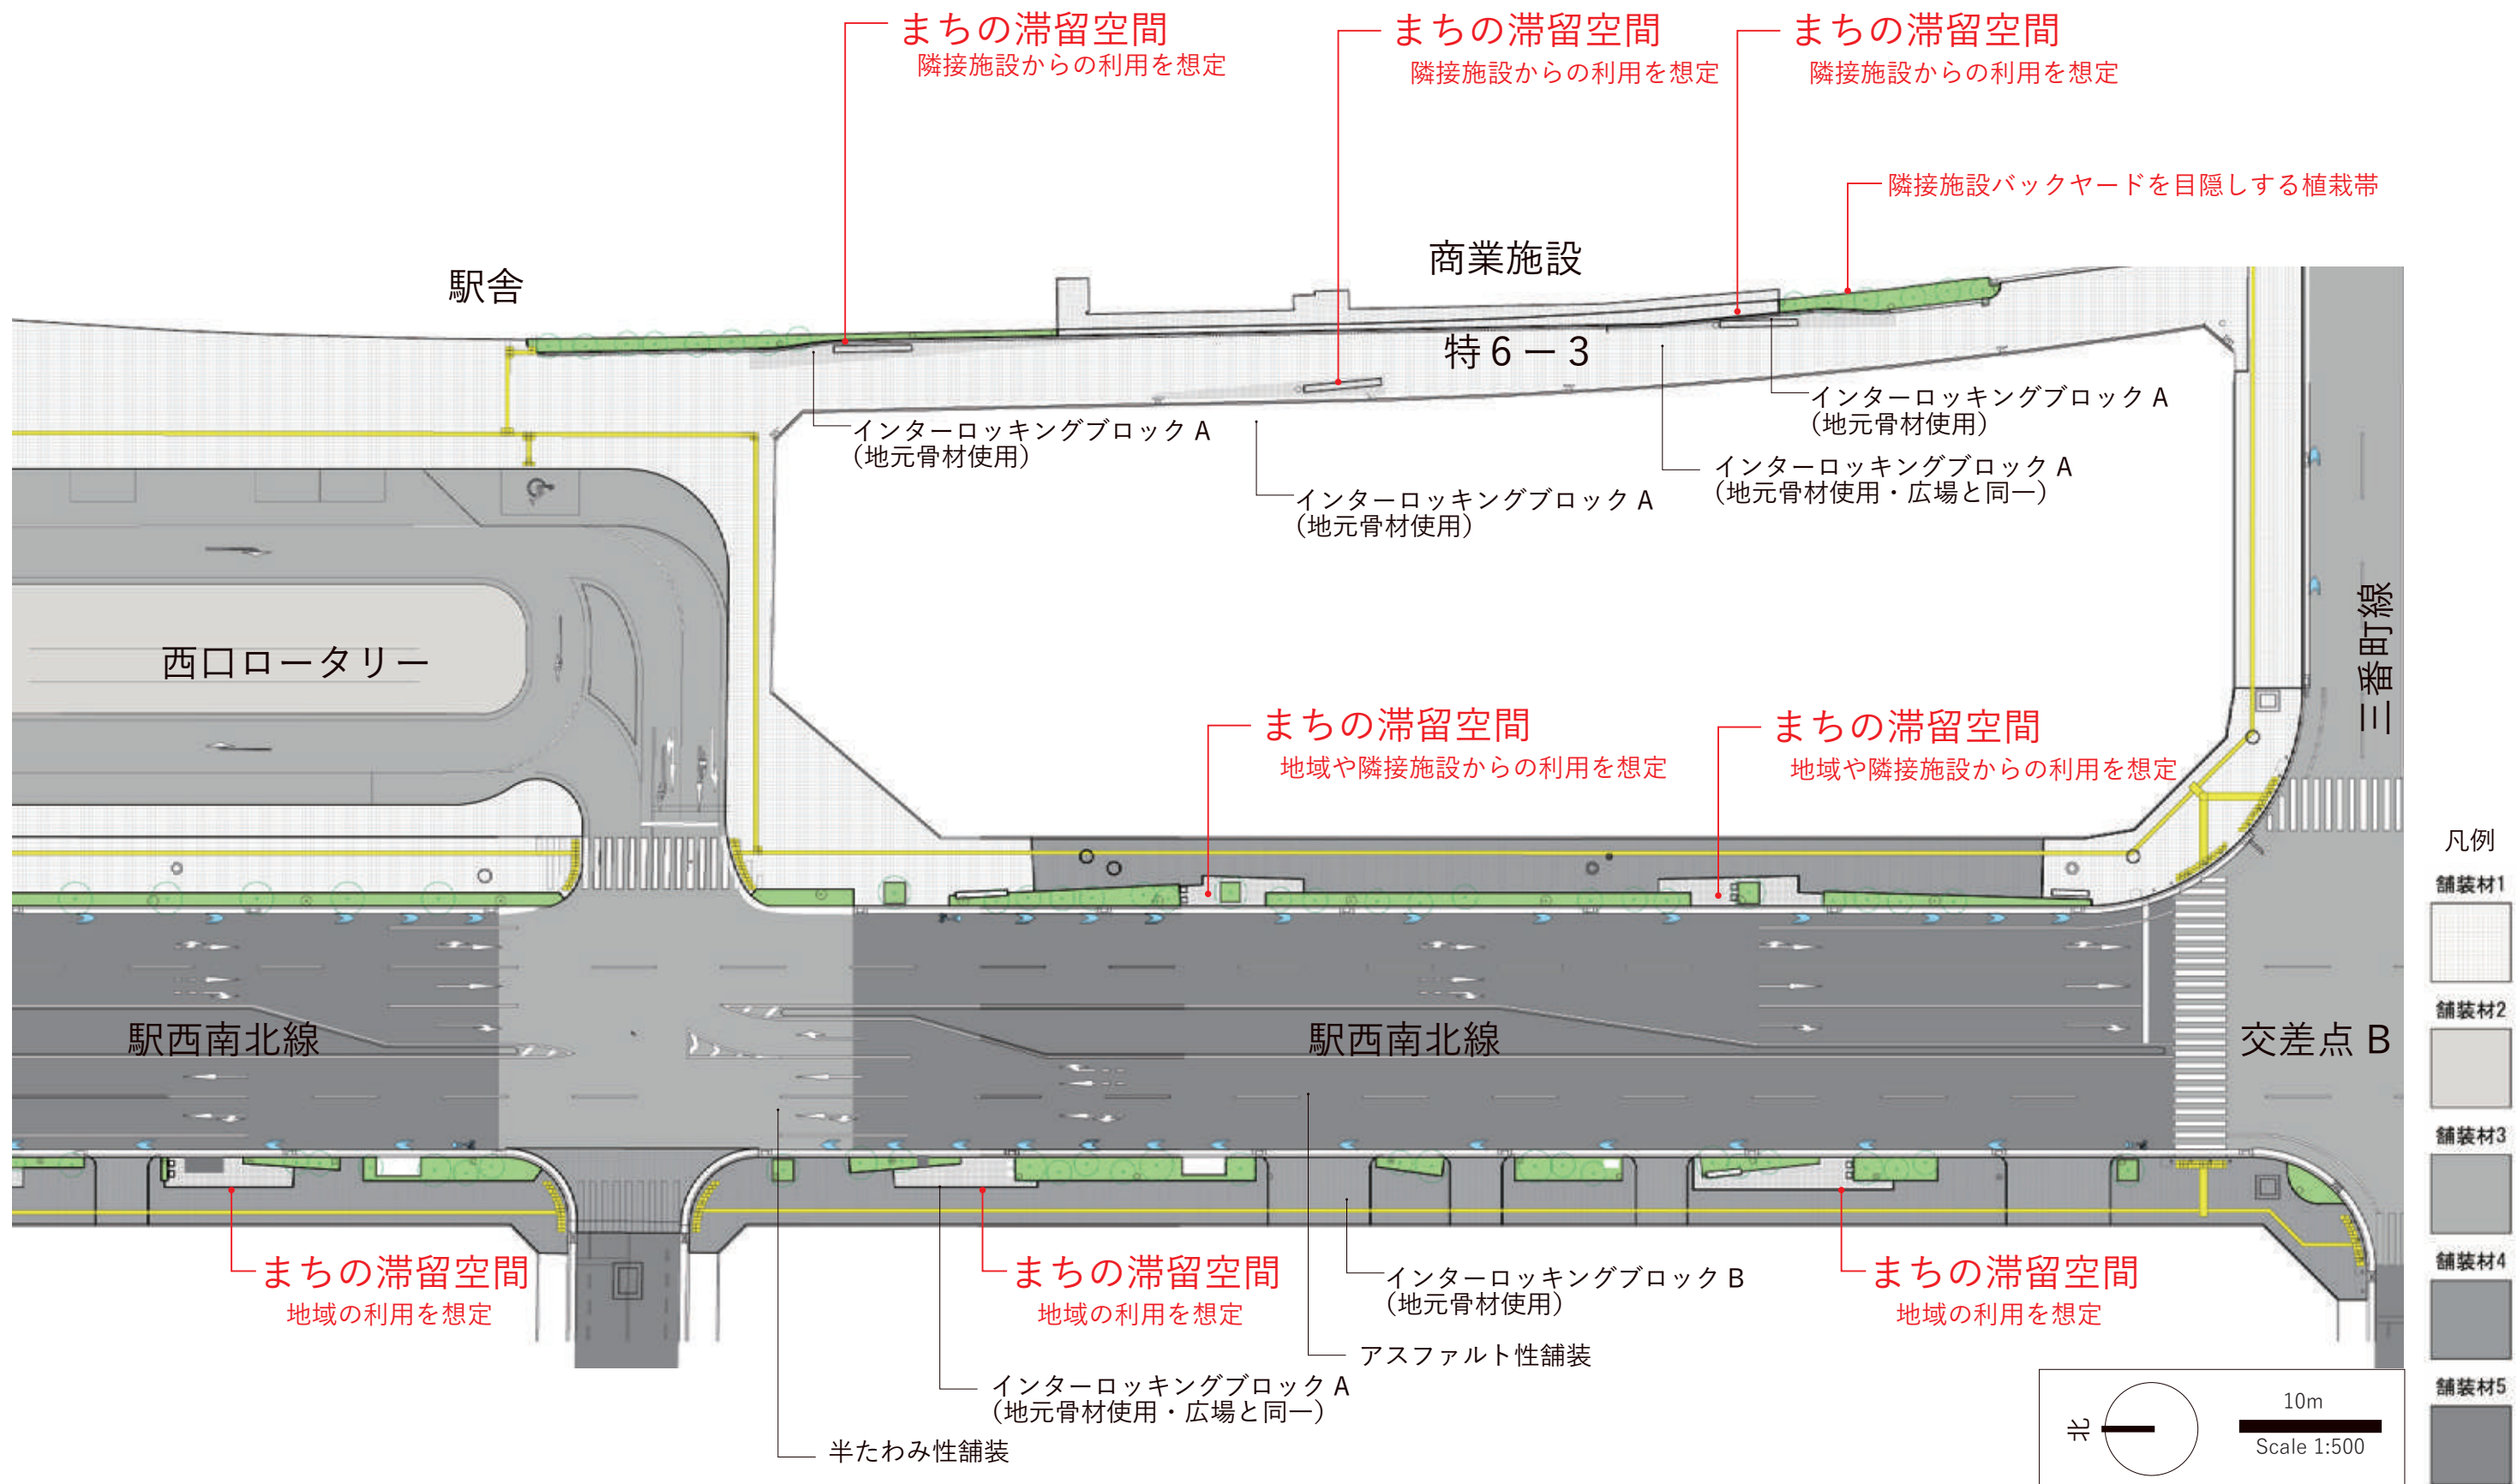 まちの滞留空間
隣接施設からの利用を想定
まちの滞留空間
隣接施設からの利用を想定
まちの滞留空間
隣接施設からの利用を想定
隣接施設バックヤードを目隠しする植栽帯
商業施設
駅舎
特6−3
インターロッキングブロック A
(地元骨材使用)
インターロッキングブロック A
(地元骨材使用)
インターロッキングブロック A
(地元骨材使用・広場と同一)
インターロッキングブロック A
(地元骨材使用)
三番町線
西口ロータリー
まちの滞留空間
地域や隣接施設からの利用を想定
まちの滞留空間
地域や隣接施設からの利用を想定
駅西南北線
駅西南北線
交差点 B
まちの滞留空間
地域の利用を想定
まちの滞留空間
地域の利用を想定
まちの滞留空間
地域の利用を想定
インターロッキングブロック B
(地元骨材使用)
アスファルト性舗装
インターロッキングブロック A
(地元骨材使用・広場と同一)
半たわみ性舗装
凡例
舗装材1
舗装材2
舗装材3
舗装材4
舗装材5
北
10m
Scale 1:500